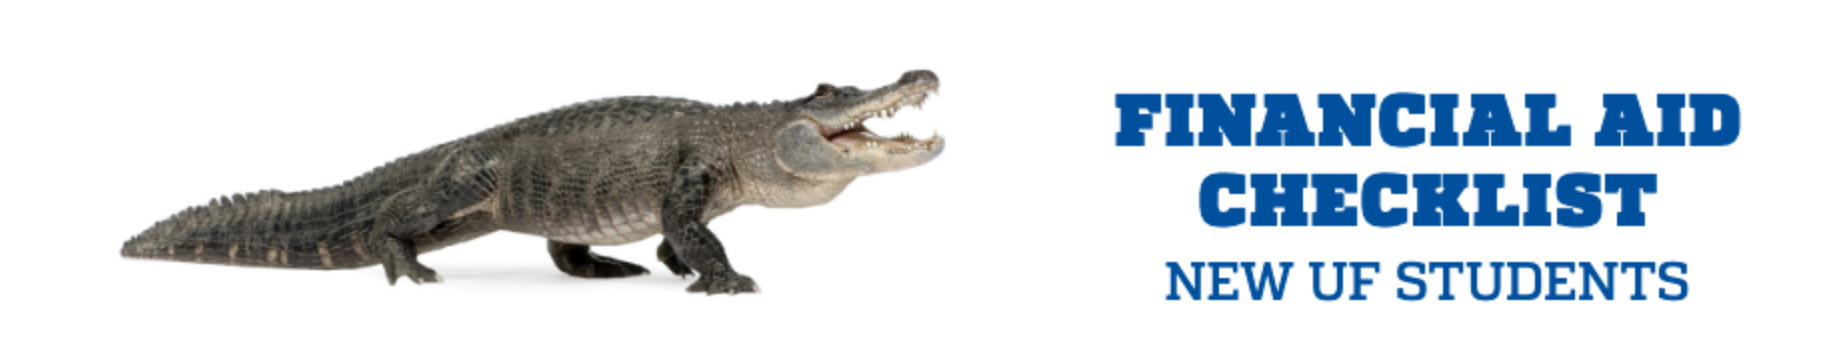 FINANCIAL AID
CHECKLIST
NEW UF STUDENTS